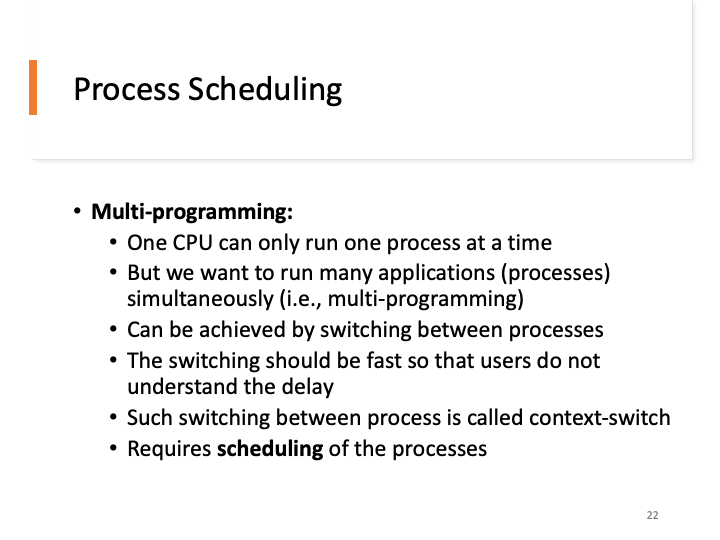 Process Scheduling
• Multi-programming:
• One CPU can only run one process at a time
• But we want to run many applications (processes)
simultaneously (i.e., multi-programming)
• Can be achieved by switching between processes
• The switching should be fast so that users do not
understand the delay
• Such switching between process is called context-switch
• Requires scheduling of the processes
22